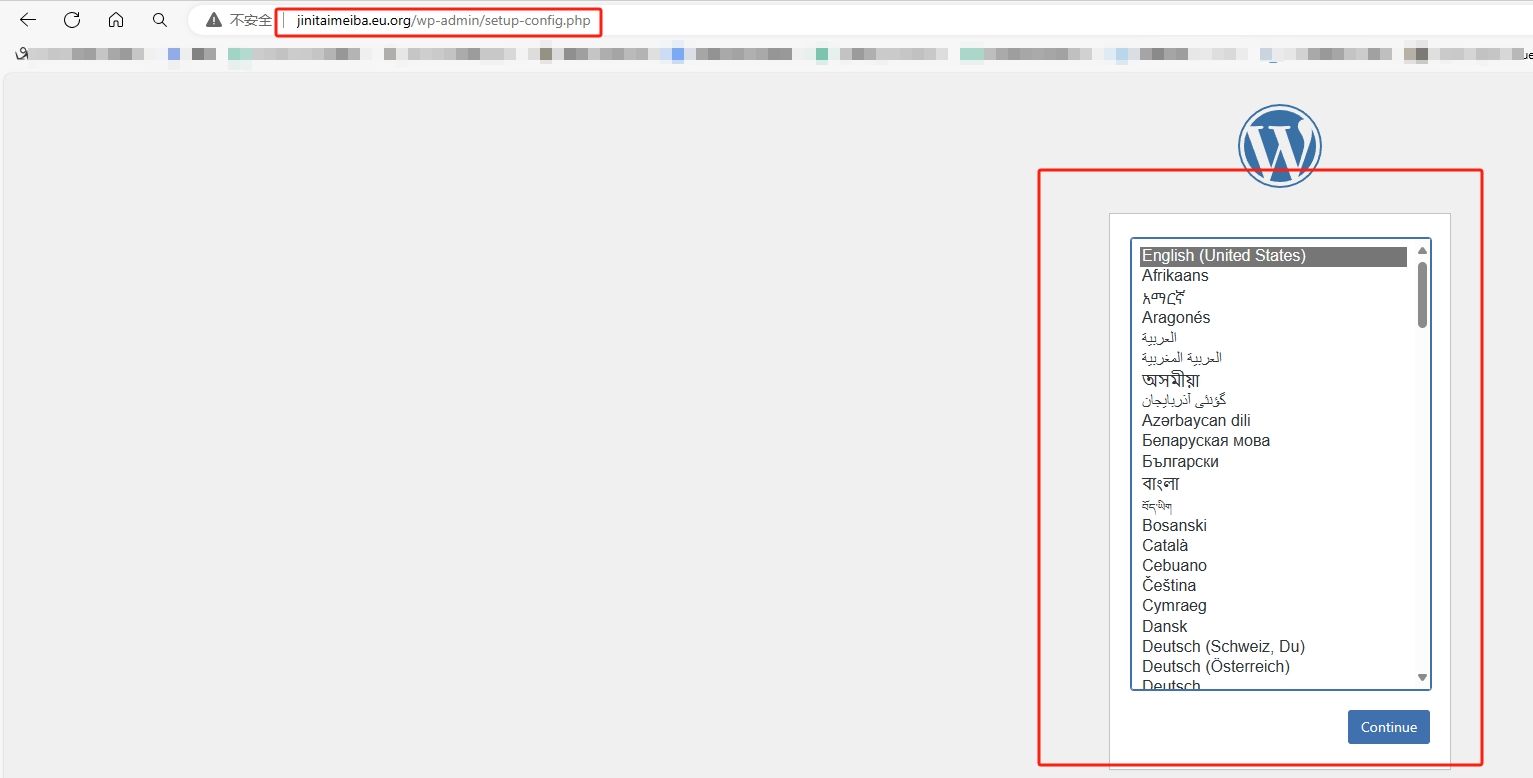 不安全 jinitaimeiba.eu.org/wp-admin/setup-config.php
English (United States)
Afrikaans
አማርኛ
Aragonés
العربية
العربية المغربية
অসমীয়া
گؤنئی آذربایجان
Azərbaycan dili
Беларуская мова
Български
বাংলা
བོད་ཡིག
Bosanski
Català
Cebuano
Čeština
Cymraeg
Dansk
Deutsch (Schweiz, Du)
Deutsch (Österreich)
Deutsch
Continue